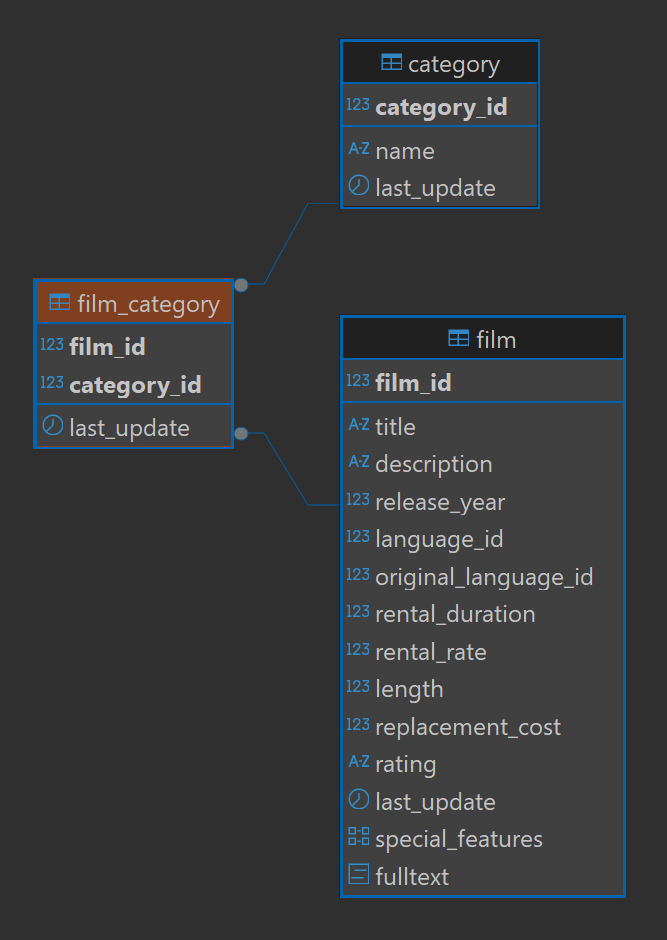 category
123 category_id
A-Z name
last_update
film_category
123 film_id
123 category_id
last_update
film
123 film_id
A-Z title
A-Z description
123 release_year
123 language_id
123 original_language_id
123 rental_duration
123 rental_rate
123 length
123 replacement_cost
A-Z rating
last_update
special_features
fulltext